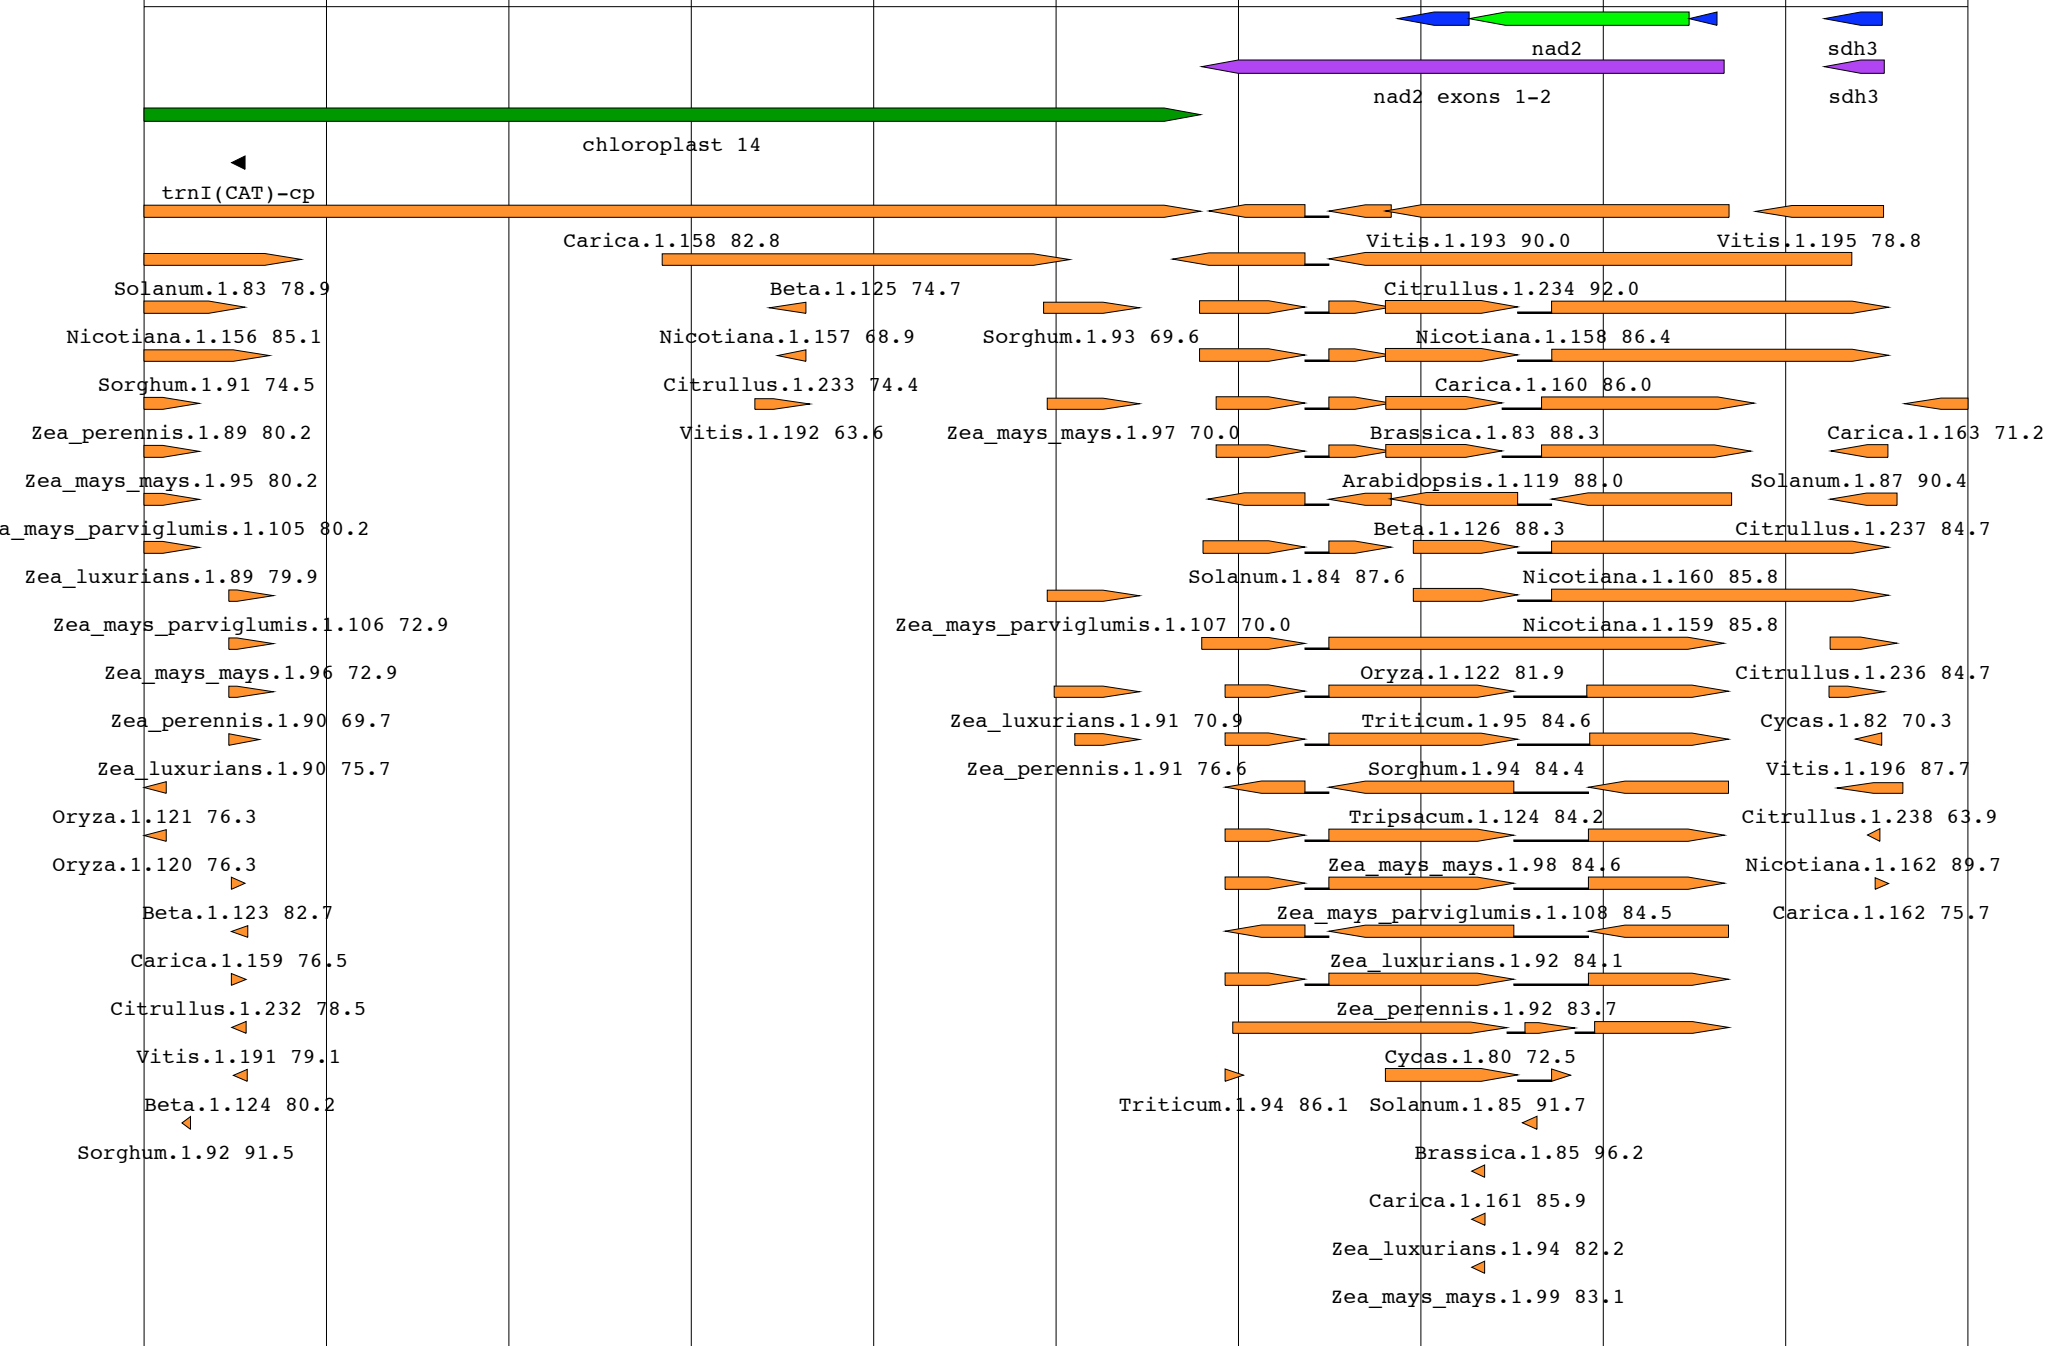 nad2 sdh3
nad2 exons 1-2 sdh3
chloroplast 14
trnI(CAT)-cp
Carica.1.158 82.8 Vitis.1.193 90.0 Vitis.1.195 78.8
Solanum.1.83 78.9 Beta.1.125 74.7 Citrullus.1.234 92.0
Nicotiana.1.156 85.1 Nicotiana.1.157 68.9 Sorghum.1.93 69.6 Nicotiana.1.158 86.4
Sorghum.1.91 74.5 Citrullus.1.233 74.4 Carica.1.160 86.0
Zea_perennis.1.89 80.2 Vitis.1.192 63.6 Zea_mays_mays.1.97 70.0 Brassica.1.83 88.3 Carica.1.163 71.2
Zea_mays_mays.1.95 80.2 Arabidopsis.1.119 88.0 Solanum.1.87 90.4
a_mays_parviglumis.1.105 80.2 Beta.1.126 88.3 Citrullus.1.237 84.7
Zea_luxurians.1.89 79.9 Solanum.1.84 87.6 Nicotiana.1.160 85.8
Zea_mays_parviglumis.1.106 72.9 Zea_mays_parviglumis.1.107 70.0 Nicotiana.1.159 85.8
Zea_mays_mays.1.96 72.9 Oryza.1.122 81.9 Citrullus.1.236 84.7
Zea_perennis.1.90 69.7 Zea_luxurians.1.91 70.9 Triticum.1.95 84.6 Cycas.1.82 70.3
Zea_luxurians.1.90 75.7 Zea_perennis.1.91 76.6 Sorghum.1.94 84.4 Vitis.1.196 87.7
Oryza.1.121 76.3 Tripsacum.1.124 84.2 Citrullus.1.238 63.9
Oryza.1.120 76.3 Zea_mays_mays.1.98 84.6 Nicotiana.1.162 89.7
Beta.1.123 82.7 Zea_mays_parviglumis.1.108 84.5 Carica.1.162 75.7
Carica.1.159 76.5 Zea_luxurians.1.92 84.1
Citrullus.1.232 78.5 Zea_perennis.1.92 83.7
Vitis.1.191 79.1 Cycas.1.80 72.5
Beta.1.124 80.2 Triticum.1.94 86.1 Solanum.1.85 91.7
Sorghum.1.92 91.5 Brassica.1.85 96.2
Carica.1.161 85.9
Zea_luxurians.1.94 82.2
Zea_mays_mays.1.99 83.1